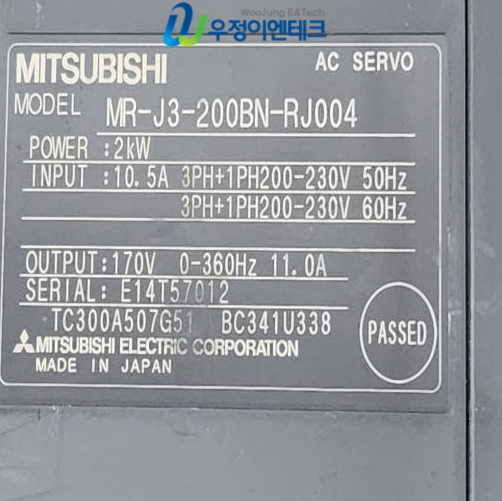 WooJung E&Tech
우정이엔테크
MITSUBISHI AC SERVO
MODEL MR-J3-200BN-RJ004
POWER :2kW
INPUT :10.5A 3PH+1PH200-230V 50Hz
3PH+1PH200-230V 60Hz
OUTPUT:170V 0-360Hz 11.0A
SERIAL: E14T57012
TC300A507G51 BC341U338
PASSED
MITSUBISHI ELECTRIC CORPORATION
MADE IN JAPAN